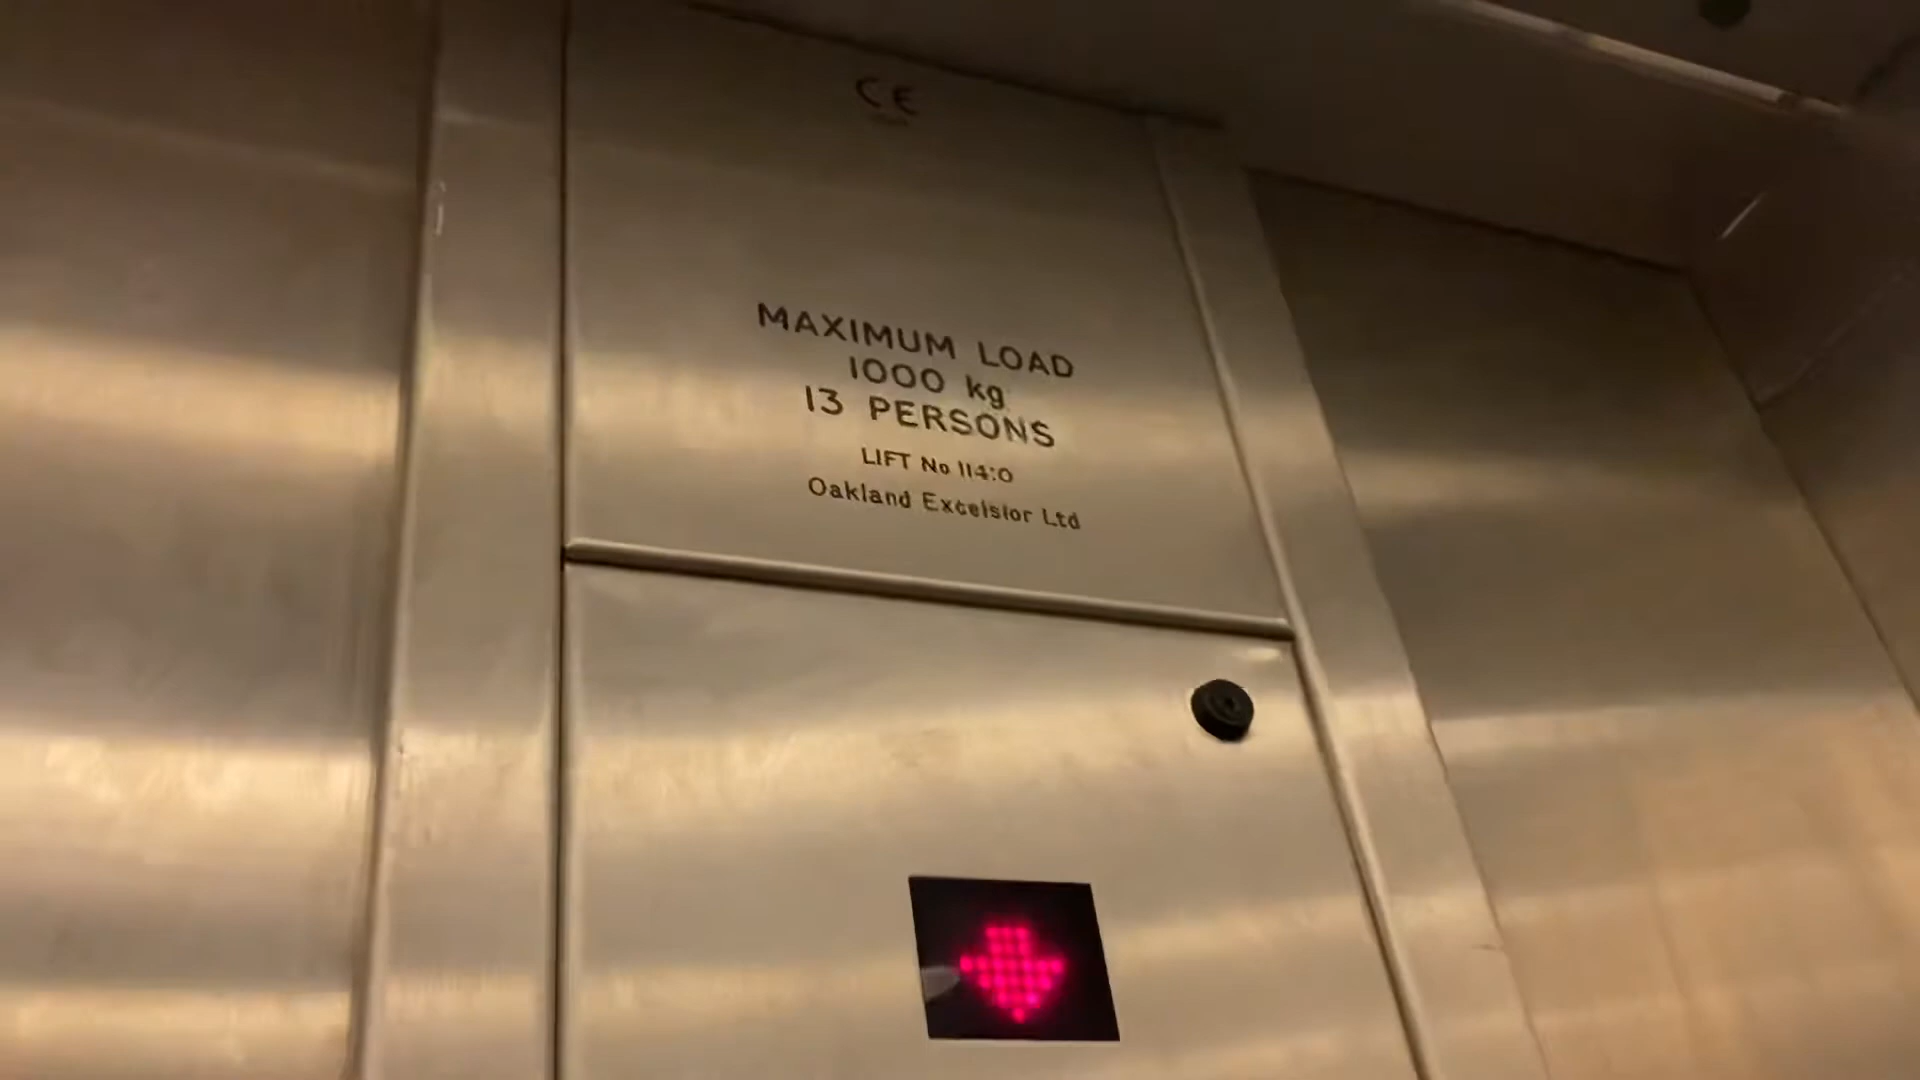 CE
MAXIMUM LOAD
1000 kg
13 PERSONS
LIFT No 114:0
Oakland Excelsior Ltd